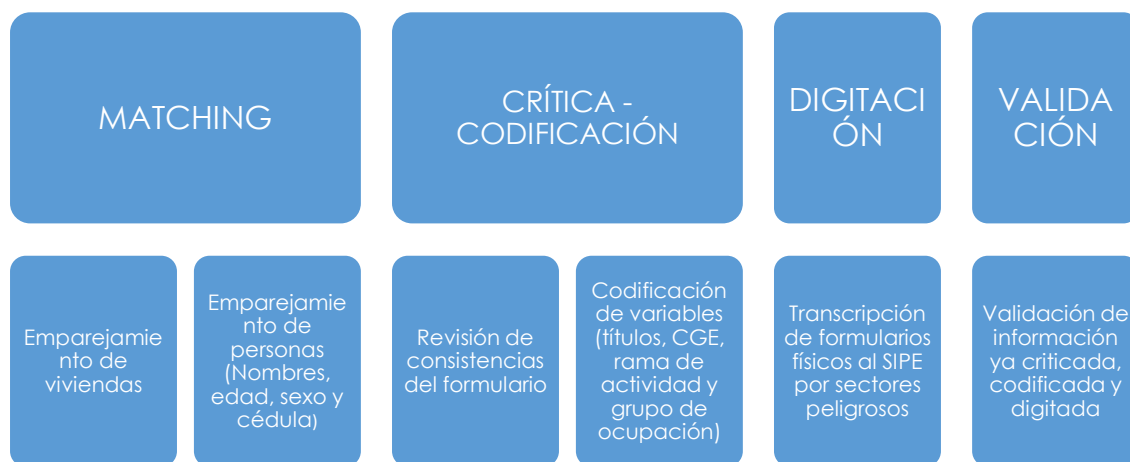 MATCHING
CRÍTICA -
CODIFICACIÓN
DIGITACI
ÓN
VALIDA
CIÓN
Emparejamie
nto de
viviendas
Emparejamie
nto de
personas
(Nombres,
edad, sexo y
cédula)
Revisión de
consistencias
del formulario
Codificación
de variables
(títulos, CGE,
rama de
actividad y
grupo de
ocupación)
Transcripción
de formularios
físicos al SIPE
por sectores
peligrosos
Validación de
información
ya criticada,
codificada y
digitada